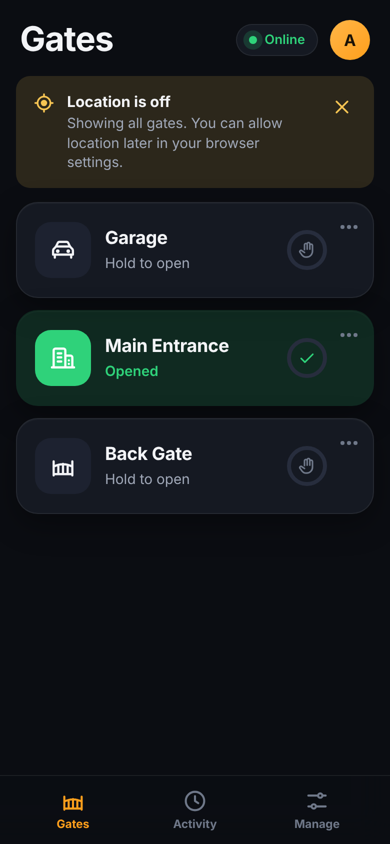 Gates
Online
A
Location is off
Showing all gates. You can allow
location later in your browser
settings.
Garage
Hold to open
Main Entrance
Opened
Back Gate
Hold to open
Gates
Activity
Manage